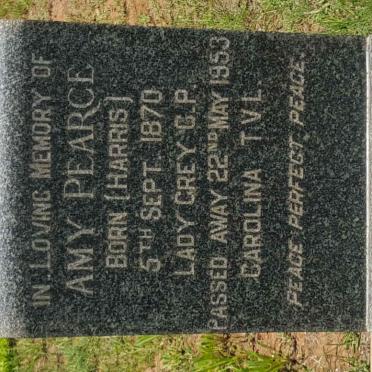 IN LOVING MEMORY OF
AMY PEARCE
BORN (HARRIS)
5TH SEPT. 1870
LADY GREY C.P.
PASSED AWAY 22ND MAY 1953
CAROLINA TVL.
PEACE PERFECT PEACE.